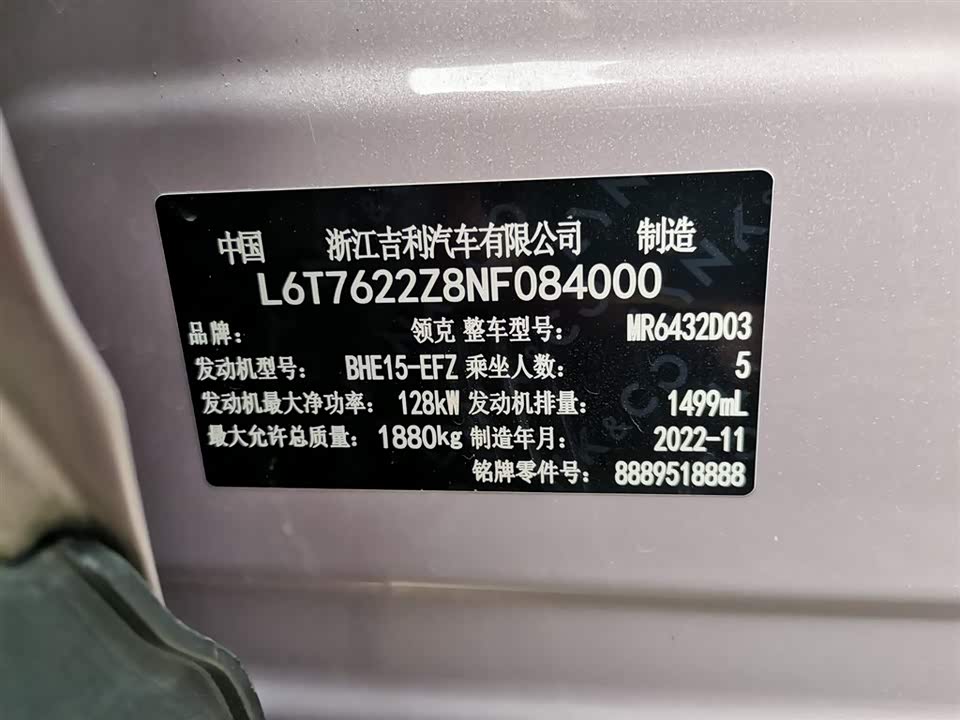 中国 浙江吉利汽车有限公司 制造
L6T7622Z8NF084000
品牌： 领克 整车型号： MR6432D03
发动机型号： BHE15-EFZ 乘坐人数： 5
发动机最大净功率： 128kW 发动机排量： 1499mL
最大允许总质量： 1880kg 制造年月： 2022-11
铭牌零件号： 8889518888